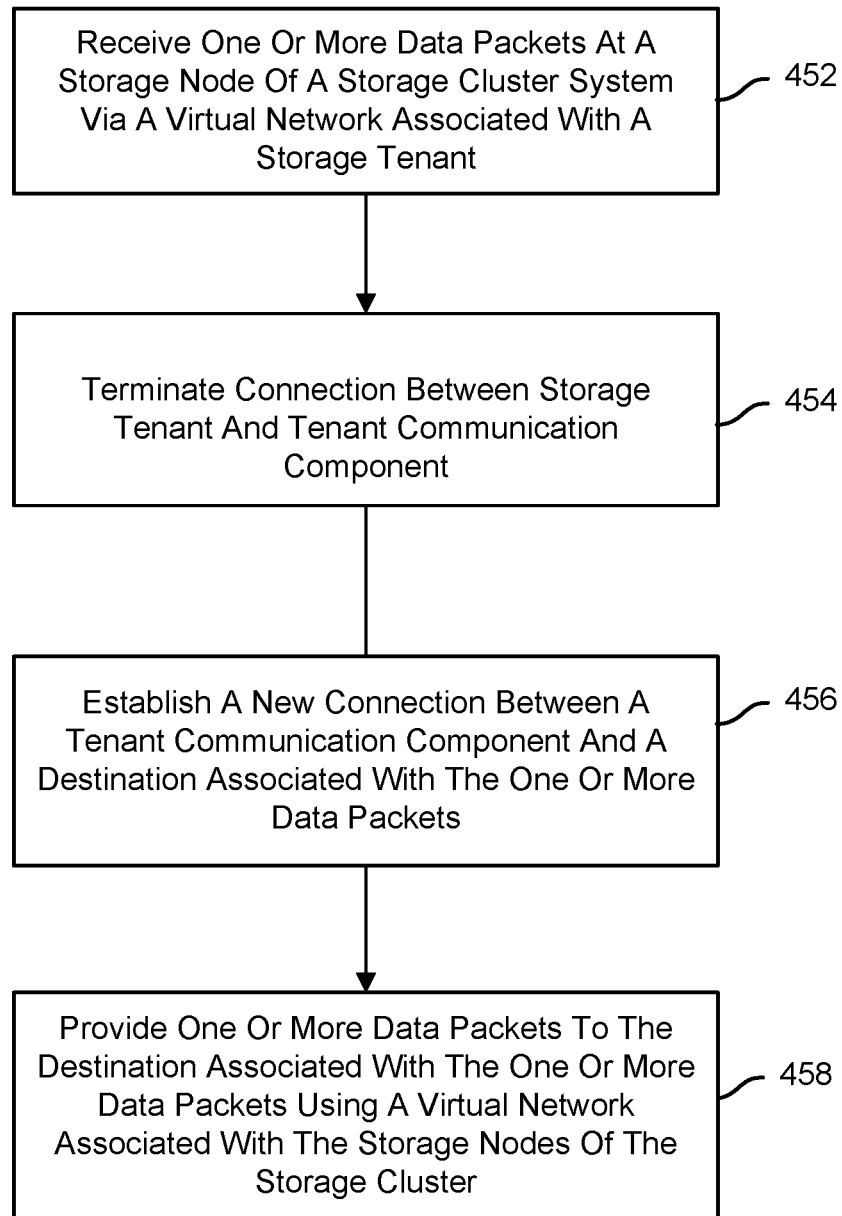 Receive One Or More Data Packets At A
Storage Node Of A Storage Cluster System
Via A Virtual Network Associated With A
Storage Tenant
452
Terminate Connection Between Storage
Tenant And Tenant Communication
Component
454
Establish A New Connection Between A
Tenant Communication Component And A
Destination Associated With The One Or More
Data Packets
456
Provide One Or More Data Packets To The
Destination Associated With The One Or More
Data Packets Using A Virtual Network
Associated With The Storage Nodes Of The
Storage Cluster
458